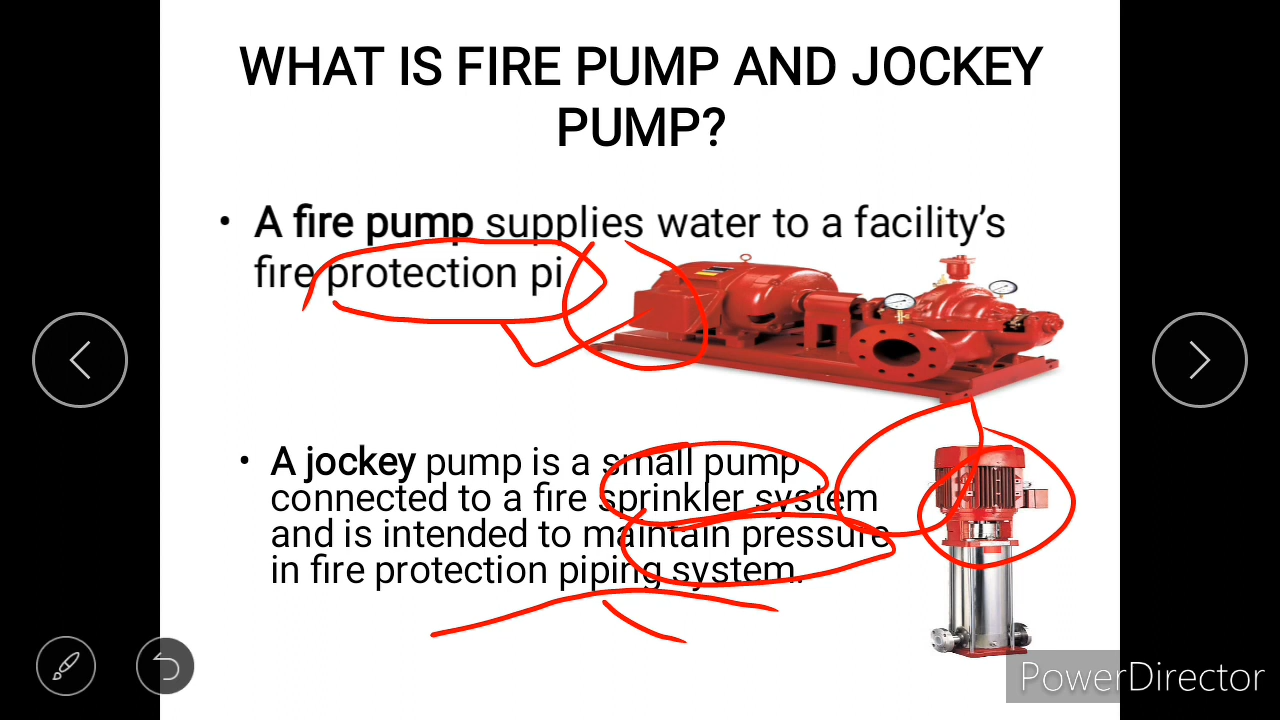 WHAT IS FIRE PUMP AND JOCKEY
PUMP?
• A fire pump supplies water to a facility's
fire protection pi
• A jockey pump is a small pump
connected to a fire sprinkler system
and is intended to maintain pressure
in fire protection piping system.
PowerDirector